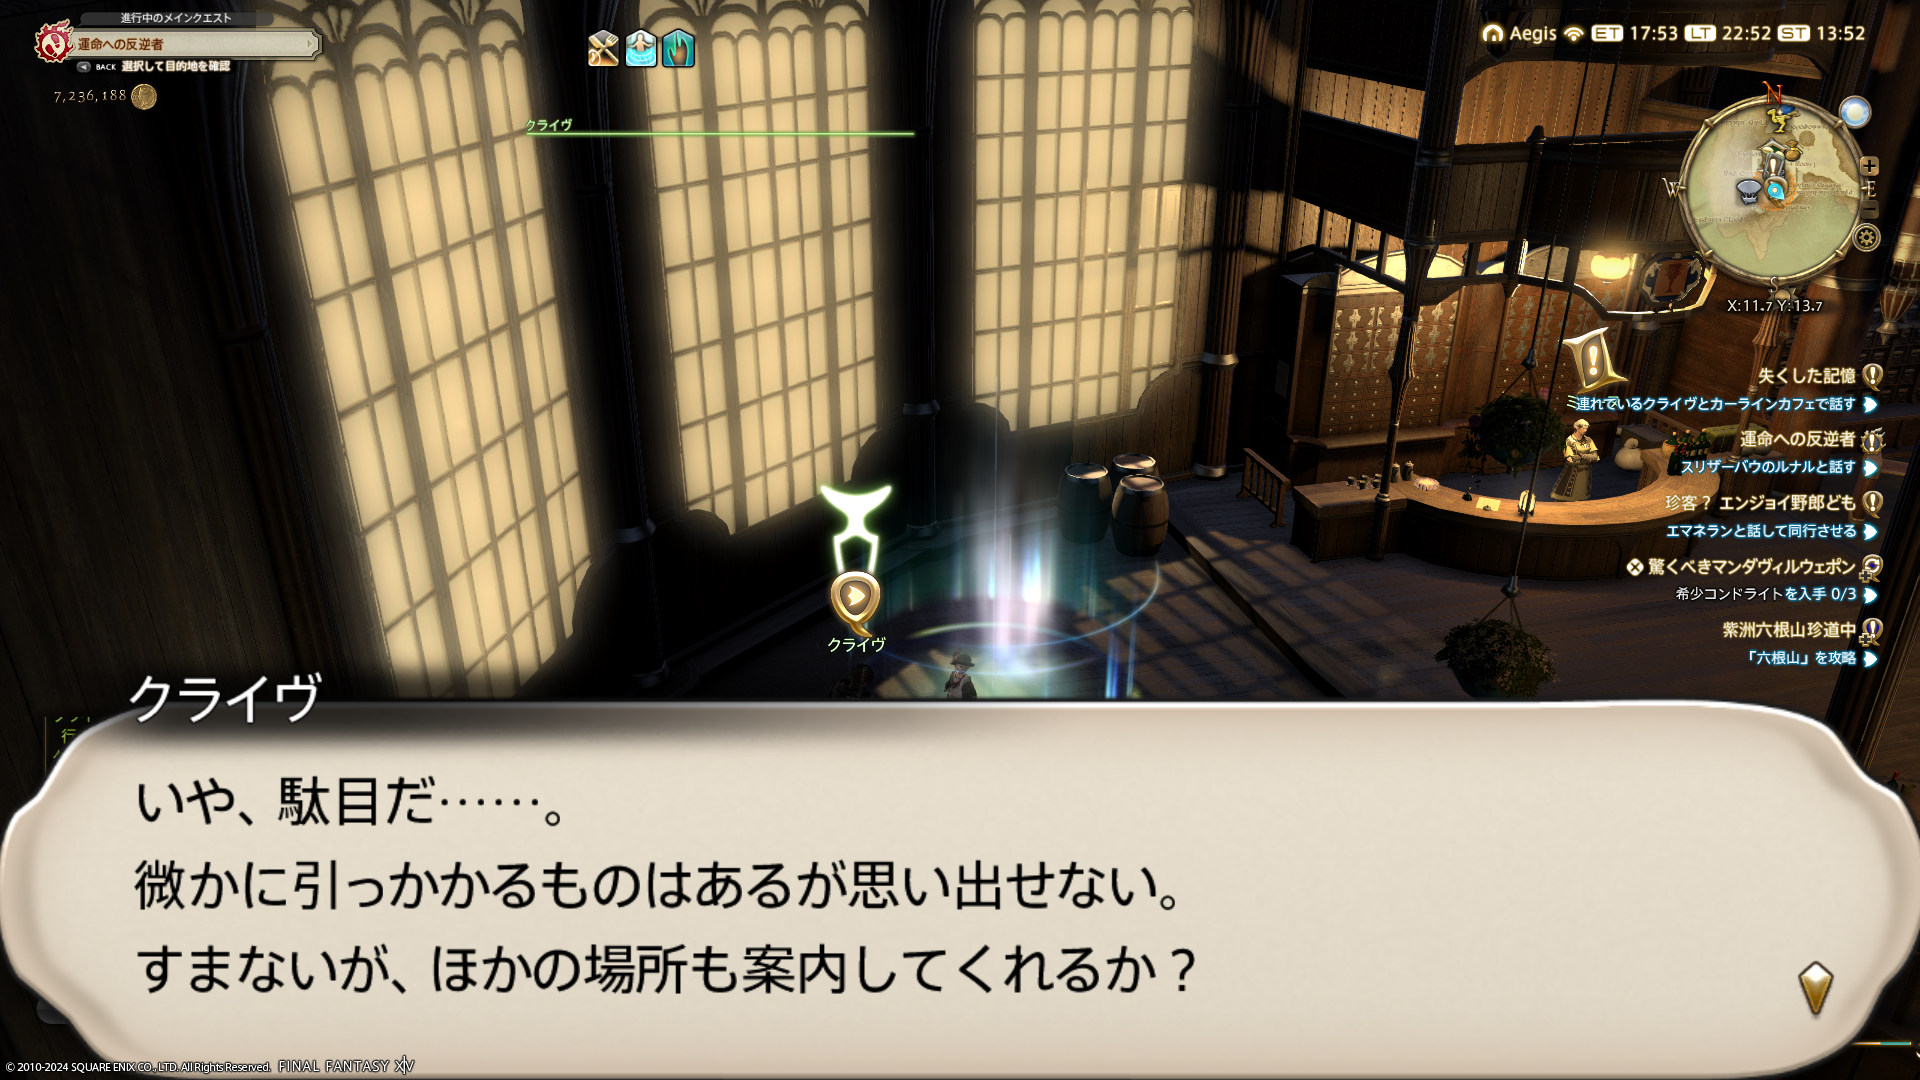 進行中のメインクエスト
運命への反逆者
BACK 選択して目的地を確認
7,236,188
クライヴ
Aegis ET 17:53 LT 22:52 ST 13:52
N
W
E
S
X:11.7 Y:13.7
失くした記憶
連れているクライヴとカーラインカフェで話す
運命への反逆者
スリザーバウのルナルと話す
珍客？ エンジョイ野郎ども
エマネランと話して同行させる
驚くべきマンダヴィルウェポン
希少コンドライトを入手 0/3
紫洲六根山珍道中
「六根山」を攻略
クライヴ
クライヴ
いや、駄目だ……。
微かに引っかかるものはあるが思い出せない。
すまないが、ほかの場所も案内してくれるか？
© 2010-2024 SQUARE ENIX CO., LTD. All Rights Reserved. FINAL FANTASY XIV